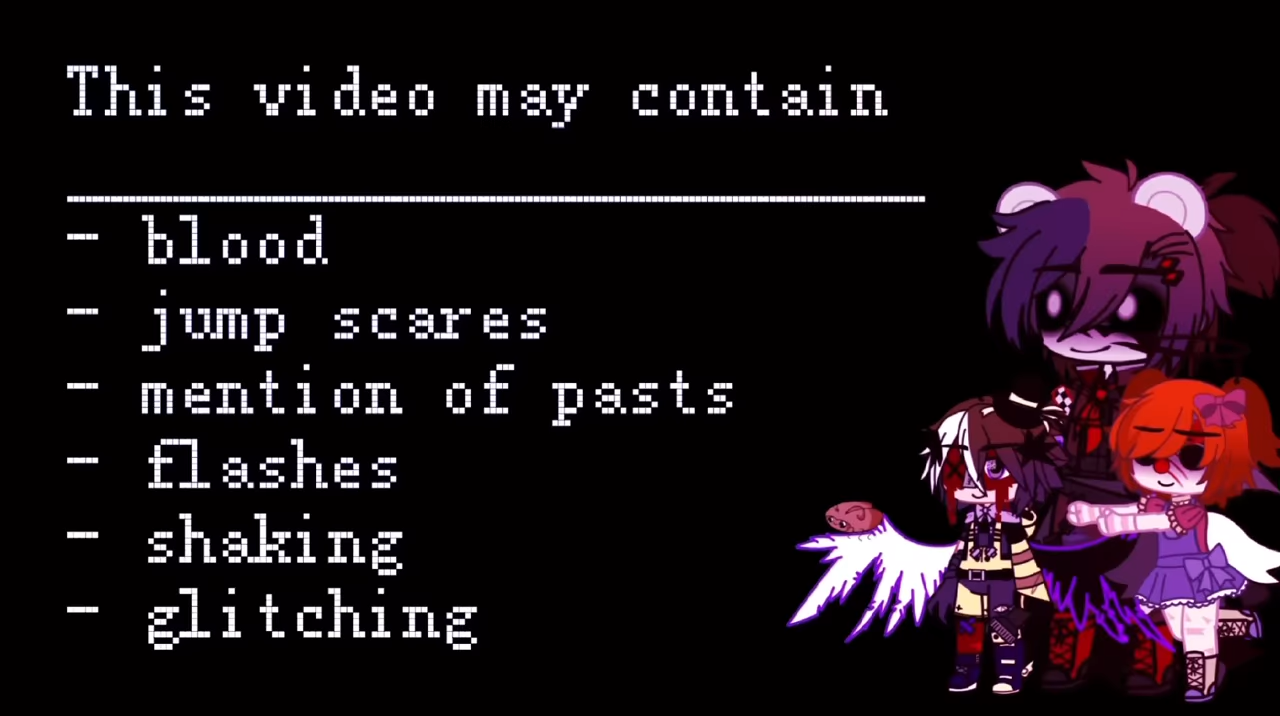 This video may contain
- blood
- jump scares
- mention of pasts
- flashes
- shaking
- glitching